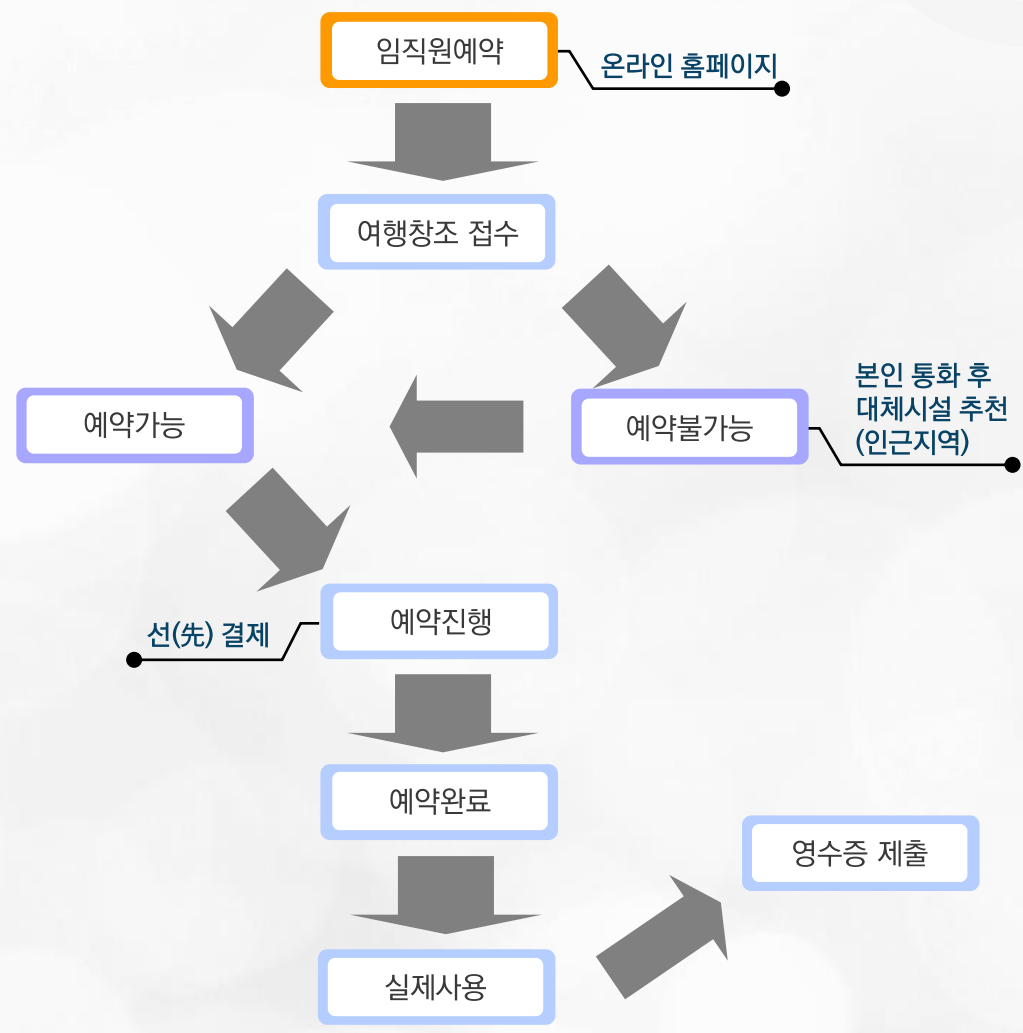 임직원예약
온라인 홈페이지
여행창조 접수
예약가능
예약불가능
본인 통화 후
대체시설 추천
(인근지역)
예약진행
선(先) 결제
예약완료
영수증 제출
실제사용